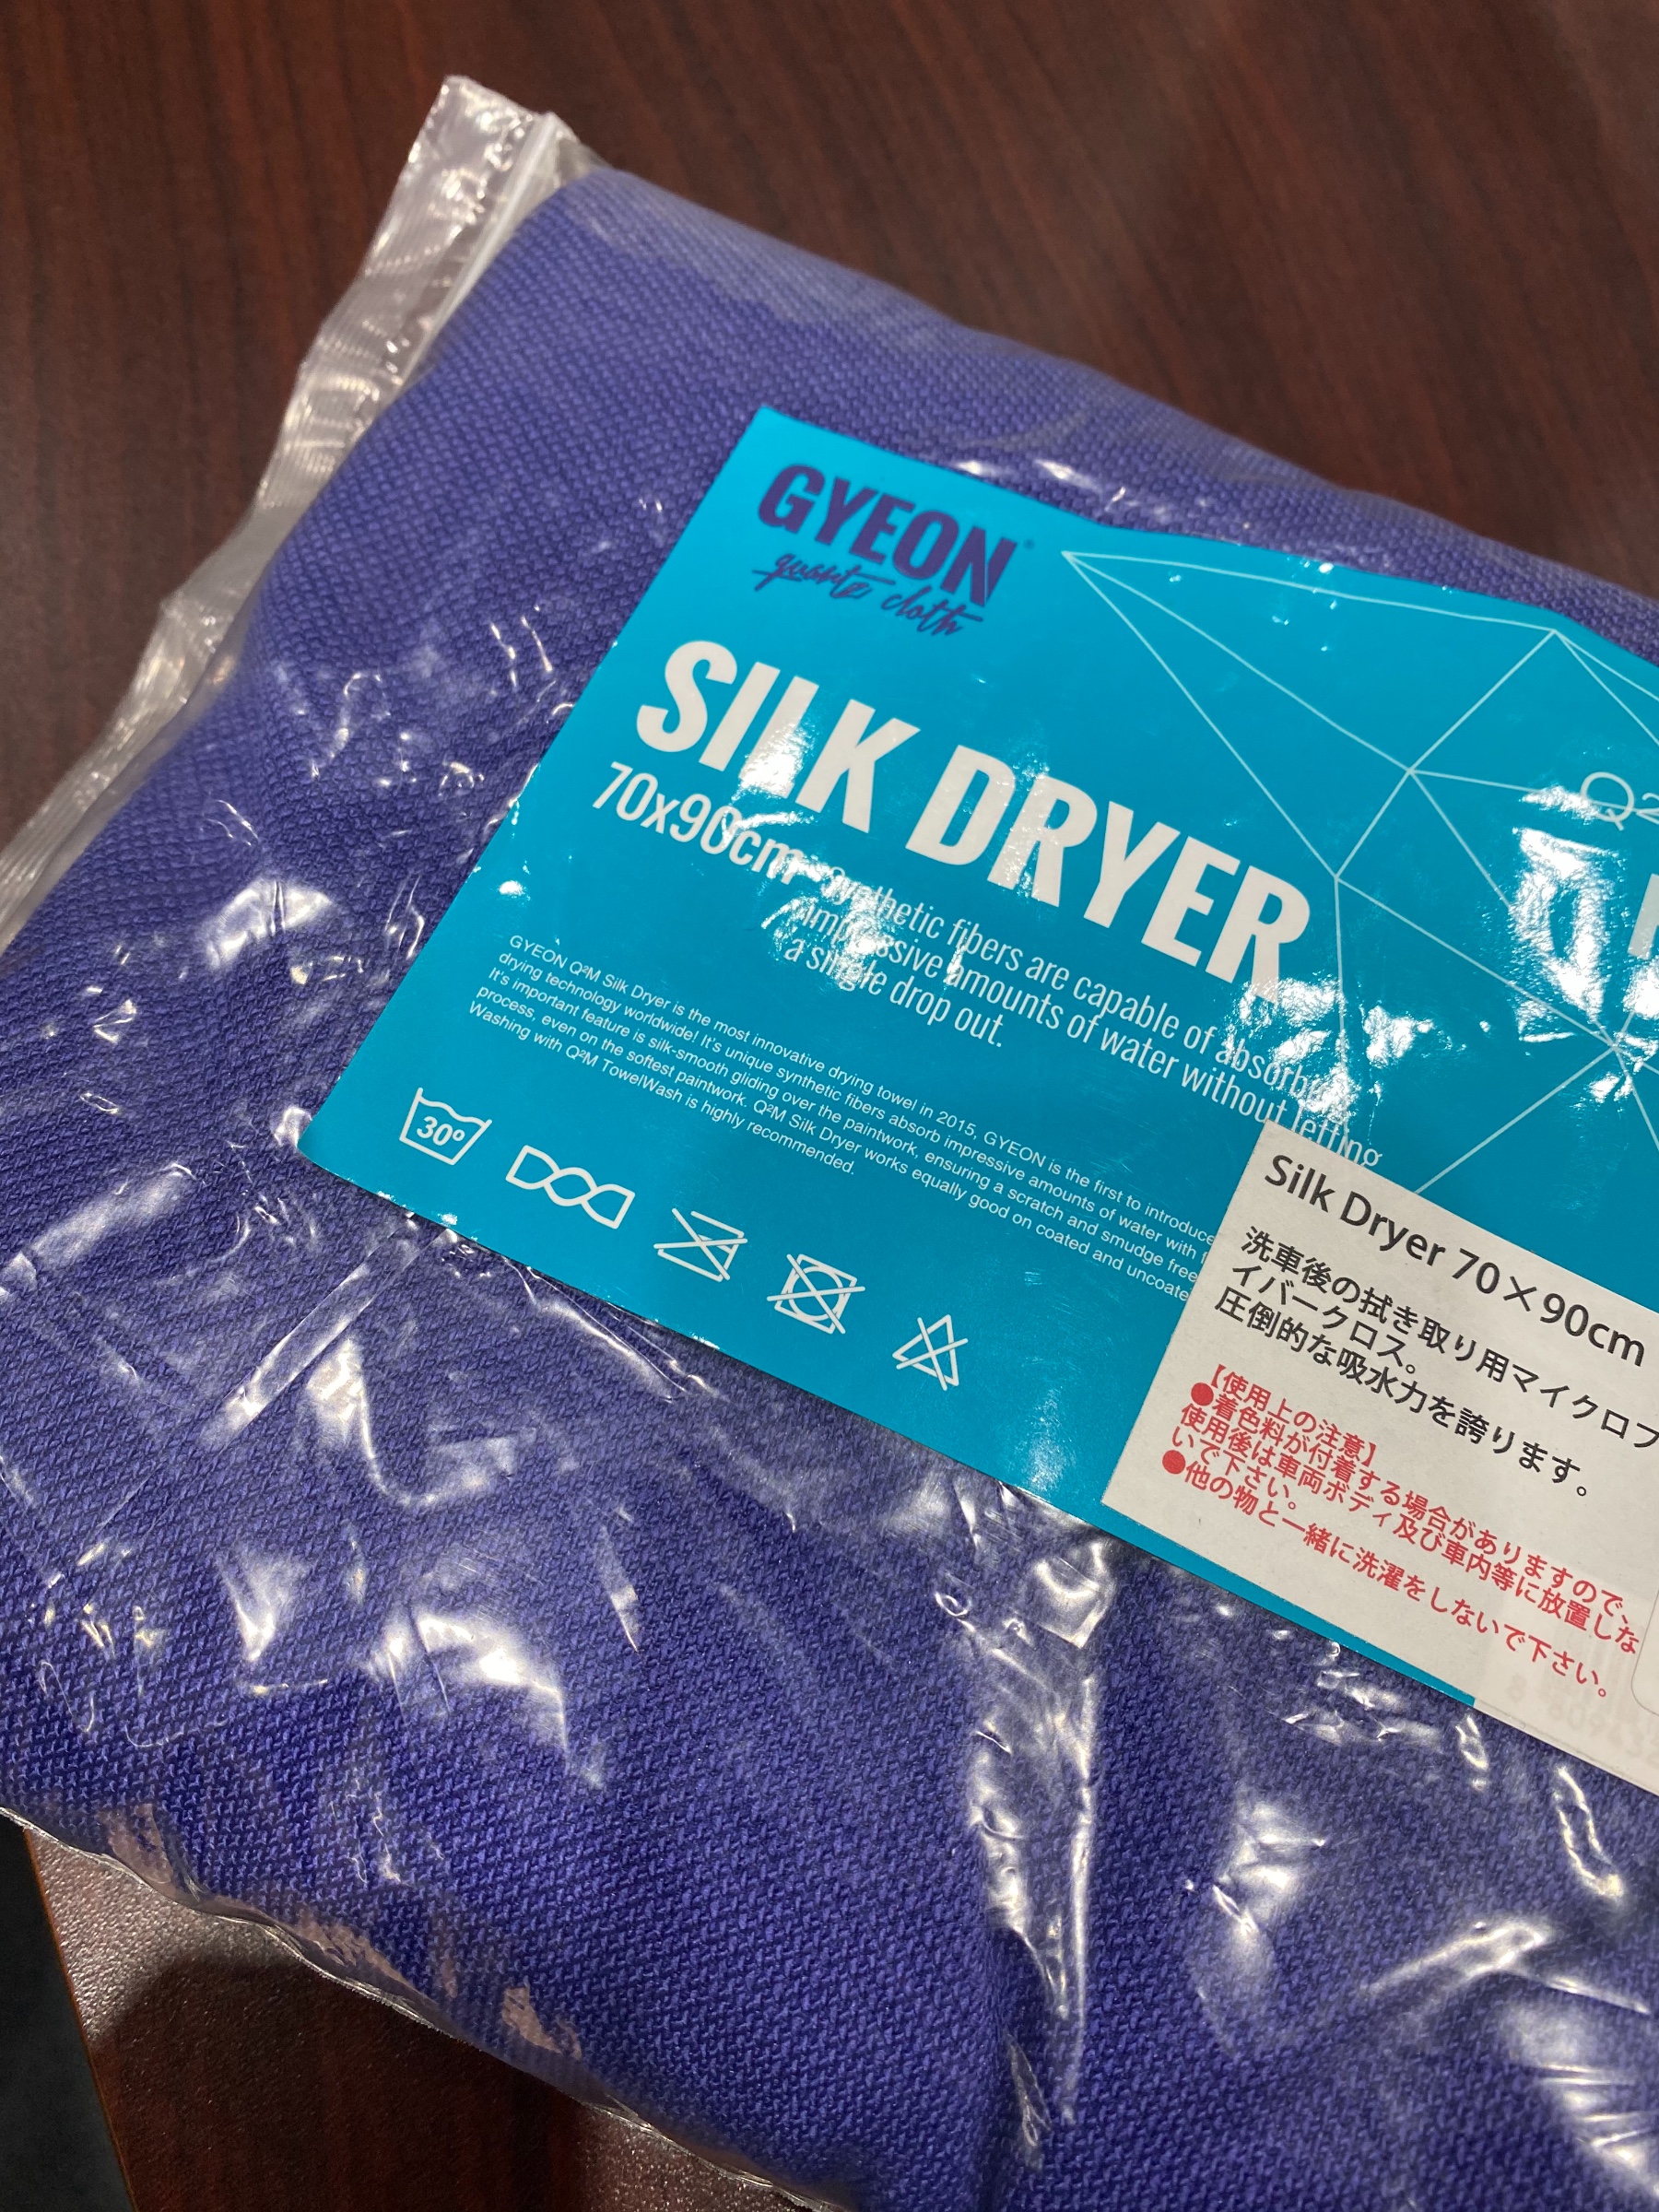 GYEON
quartz cloth
SILK DRYER
70x90cm
Synthetic fibers are capable of absorbing
impressive amounts of water without letting
a single drop out.
GYEON Q²M Silk Dryer is the most innovative drying towel in 2015, GYEON is the first to introduce
drying technology worldwide! It's unique synthetic fibers absorb impressive amounts of water with
It's important feature is silk-smooth gliding over the paintwork, ensuring a scratch and smudge free
process, even on the softest paintwork. Q²M Silk Dryer works equally good on coated and
Washing with Q²M TowelWash is highly recommended.
30°
Q²
Silk Dryer 70×90cm
洗車後の拭き取り用マイクロフ
ァイバークロス。
圧倒的な吸水力を誇ります。
【使用上の注意】
●着色料が付着する場合がありますので、
使用後は車両ボディ及び車内等に放置しな
いで下さい。
●他の物と一緒に洗濯をしないで下さい。